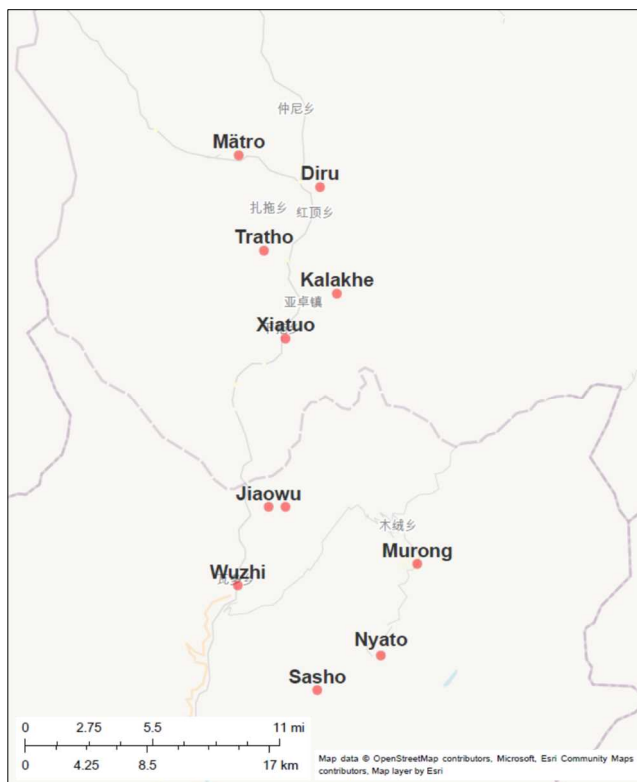 仲尼乡
Mätro
Diru
扎拖乡
红顶乡
Tratho
Kalakhe
亚卓镇
Xiatuo
Jiaowu
木绒乡
Murong
Wuzhi
Nyato
Sasho
0 2.75 5.5 11 mi
0 4.25 8.5 17 km
Map data © OpenStreetMap contributors, Microsoft, Esri Community Maps
contributors, Map layer by Esri